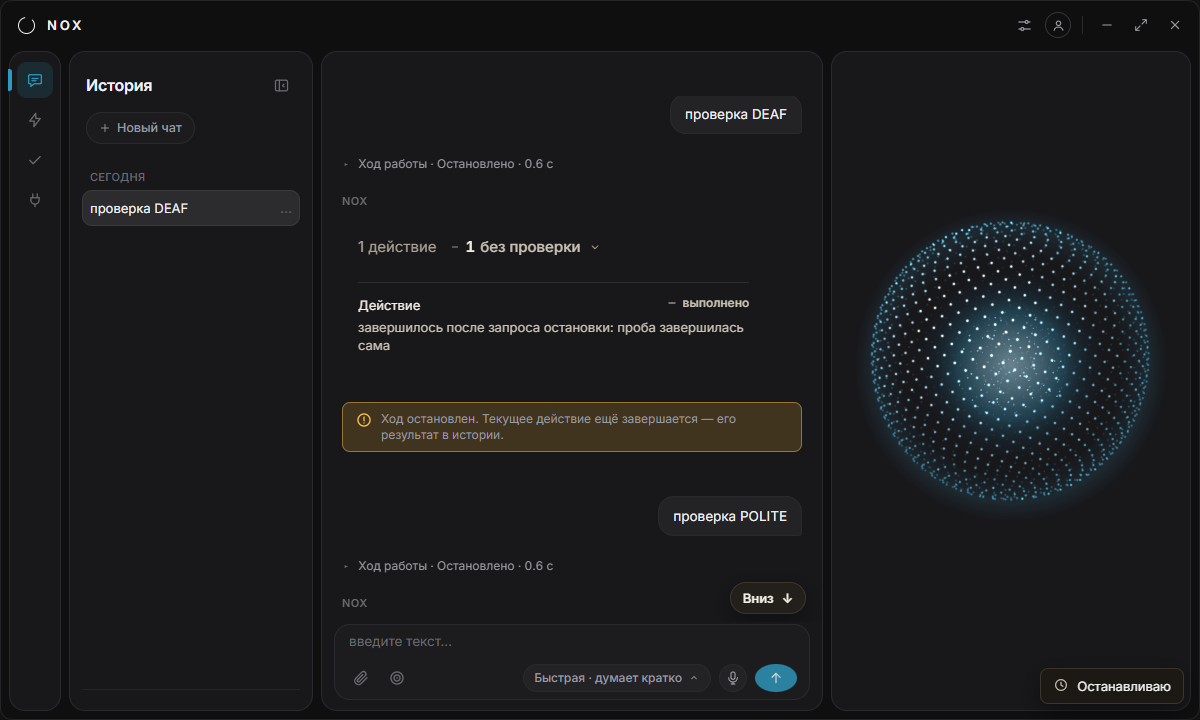 NOX
История
+ Новый чат
СЕГОДНЯ
проверка DEAF
...
проверка DEAF
Ход работы · Остановлено · 0.6 с
NOX
1 действие – 1 без проверки
Действие
– выполнено
завершилось после запроса остановки: проба завершилась
сама
Ход остановлен. Текущее действие ещё завершается — его
результат в истории.
проверка POLITE
Ход работы · Остановлено · 0.6 с
NOX
Вниз ↓
введите текст...
Быстрая · думает кратко
Останавливаю